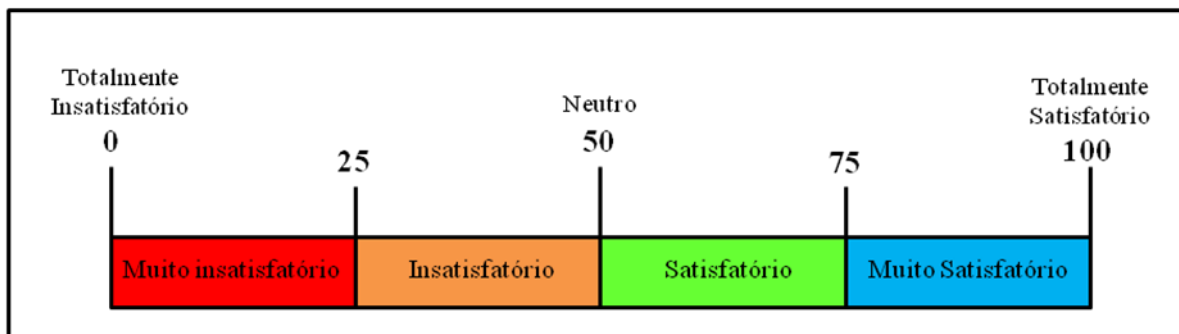 Totalmente
Insatisfatório
0
25
Neutro
50
75
Totalmente
Satisfatório
100
Muito insatisfatório
Insatisfatório
Satisfatório
Muito Satisfatório